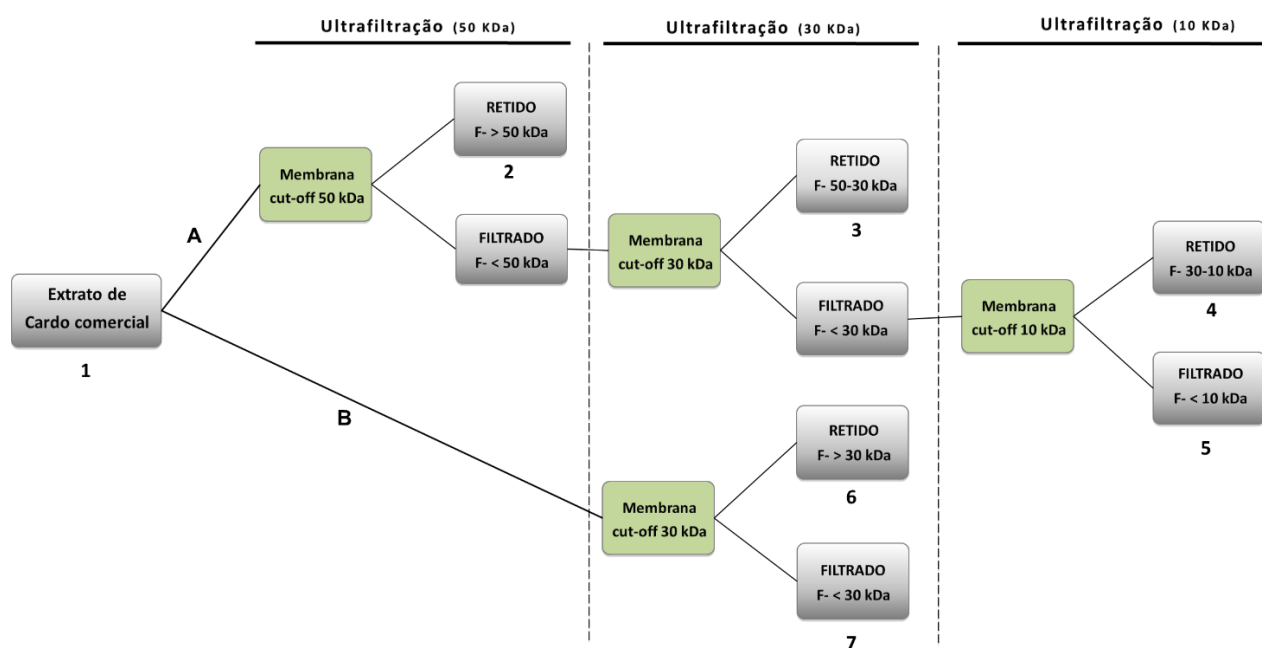 Ultrafiltração (50 KDa)
Ultrafiltração (30 KDa)
Ultrafiltração (10 KDa)
RETIDO
F- > 50 kDa
2
Membrana
cut-off 50 kDa
FILTRADO
F- < 50 kDa
A
Extrato de
Cardo comercial
1
B
RETIDO
F- 50-30 kDa
3
Membrana
cut-off 30 kDa
FILTRADO
F- < 30 kDa
RETIDO
F- 30-10 kDa
4
Membrana
cut-off 10 kDa
FILTRADO
F- < 10 kDa
5
RETIDO
F- > 30 kDa
6
Membrana
cut-off 30 kDa
FILTRADO
F- < 30 kDa
7